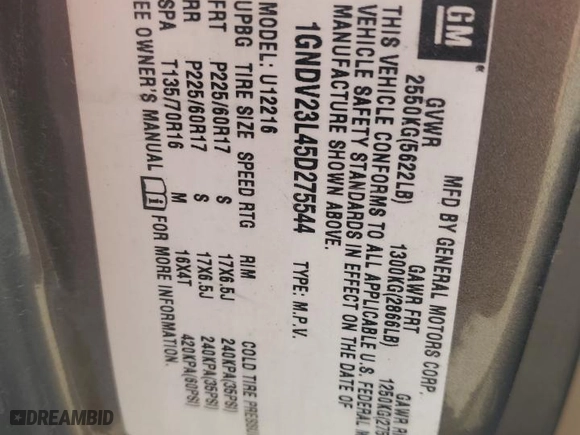 GM
MFD BY GENERAL MOTORS CORP.
GVWR GAWR FRT GAWR
2550KG(5622LB) 1300KG(2866LB)
THIS VEHICLE CONFORMS TO ALL APPLICABLE U.S. FEDERAL
VEHICLE SAFETY STANDARDS IN EFFECT ON THE DATE OF
MANUFACTURE SHOWN ABOVE.
1GNDV23L45D275544 TYPE: M.P.V.
MODEL: U12216
UPBG TIRE SIZE SPEED RTG RIM COLD TIRE
FRT P225/60R17 S 17X6.5J 240KPA(35PSI)
RR P225/60R17 S 17X6.5J 240KPA(35PSI)
SPA T135/70R16 M 16X4T 420KPA(60PSI)
EE OWNER'S MANUAL FOR MORE INFORMATION.
DREAMBID